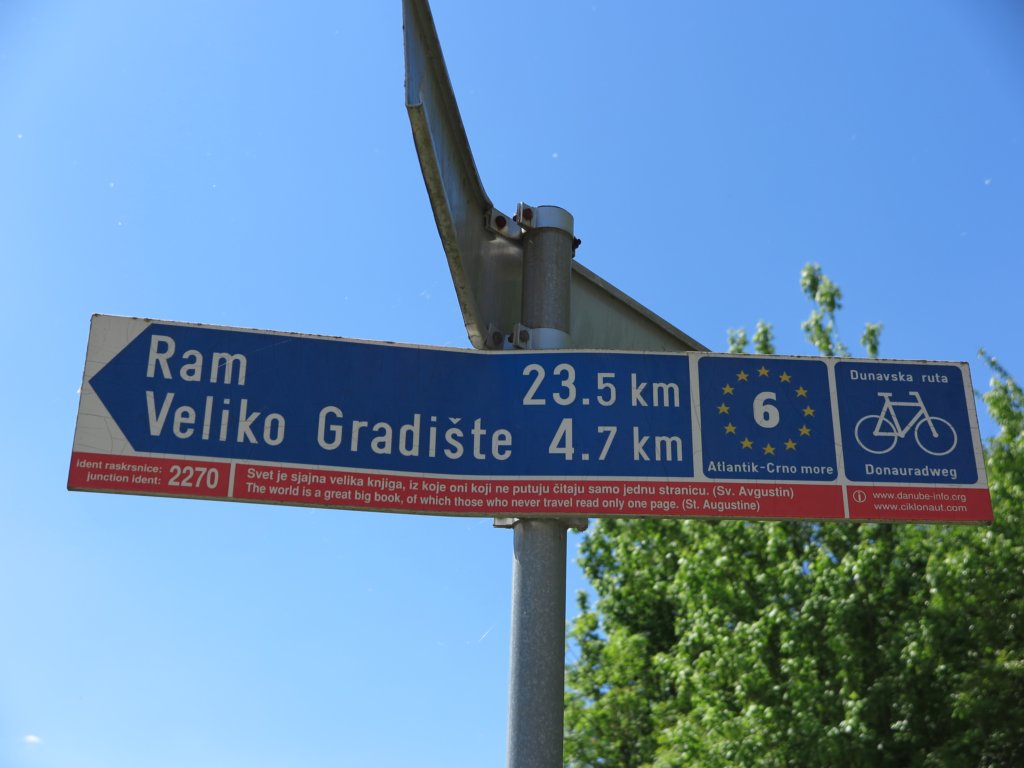 Ram 23.5 km
Veliko Gradište 4.7 km
6
Atlantik-Crno more
Dunavska ruta
Donauradweg
ident raskrsnice:
junction ident: 2270
Svet je sjajna velika knjiga, iz koje oni koji ne putuju čitaju samo jednu stranicu. (Sv. Avgustin)
The world is a great big book, of which those who never travel read only one page. (St. Augustine)
www.danube-info.org
www.ciklonaut.com